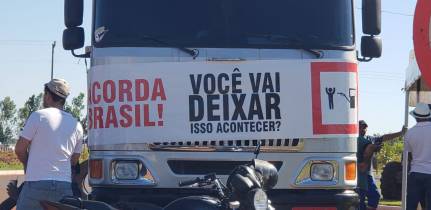 ACORDA
BRASIL!
VOCÊ VAI
DEIXAR
ISSO ACONTECER?